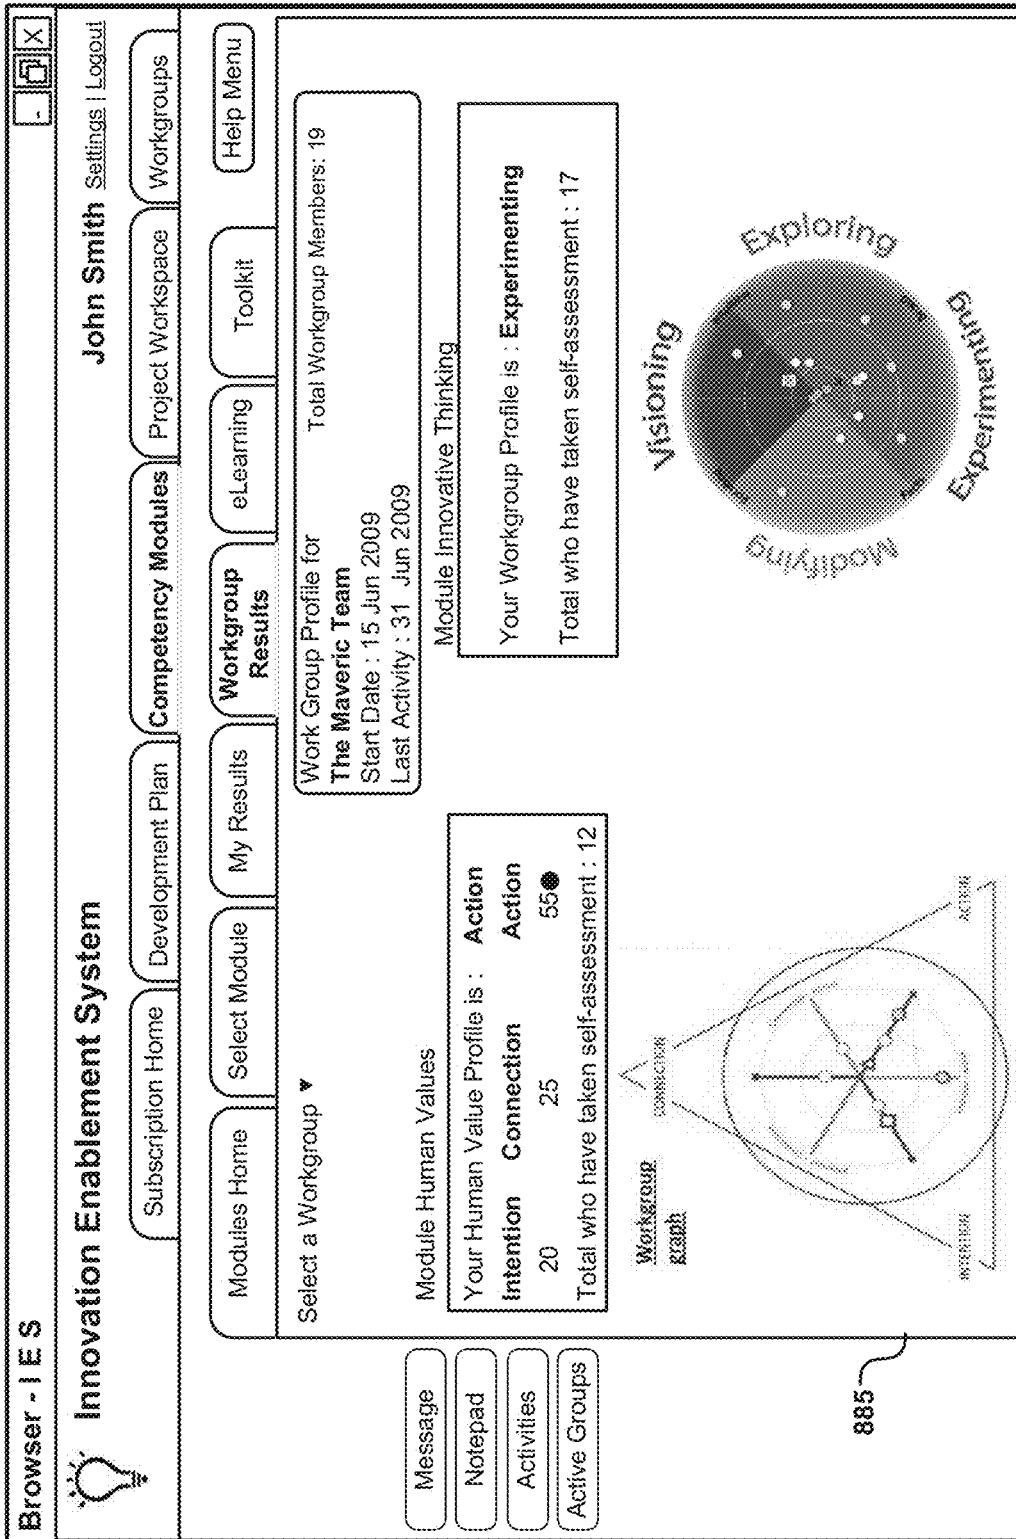 Browser - I E S
- X
Innovation Enablement System
John Smith Settings | Logout
Subscription Home
Development Plan
Competency Modules
Project Workspace
Workgroups
Modules Home
Select Module
My Results
Workgroup
Results
eLearning
Toolkit
Help Menu
Message
Notepad
Activities
Active Groups
Select a Workgroup ▼
Work Group Profile for
Total Workgroup Members: 19
The Maveric Team
Start Date : 15 Jun 2009
Last Activity : 31 Jun 2009
Module Human Values
Your Human Value Profile is : Action
Intention Connection Action
20 25 55
Total who have taken self-assessment : 12
Workgroup
graph
CONNECTION
INTENTION
ACTION
Module Innovative Thinking
Your Workgroup Profile is : Experimenting
Total who have taken self-assessment : 17
Visioning
Exploring
Modifying
Experimenting
885